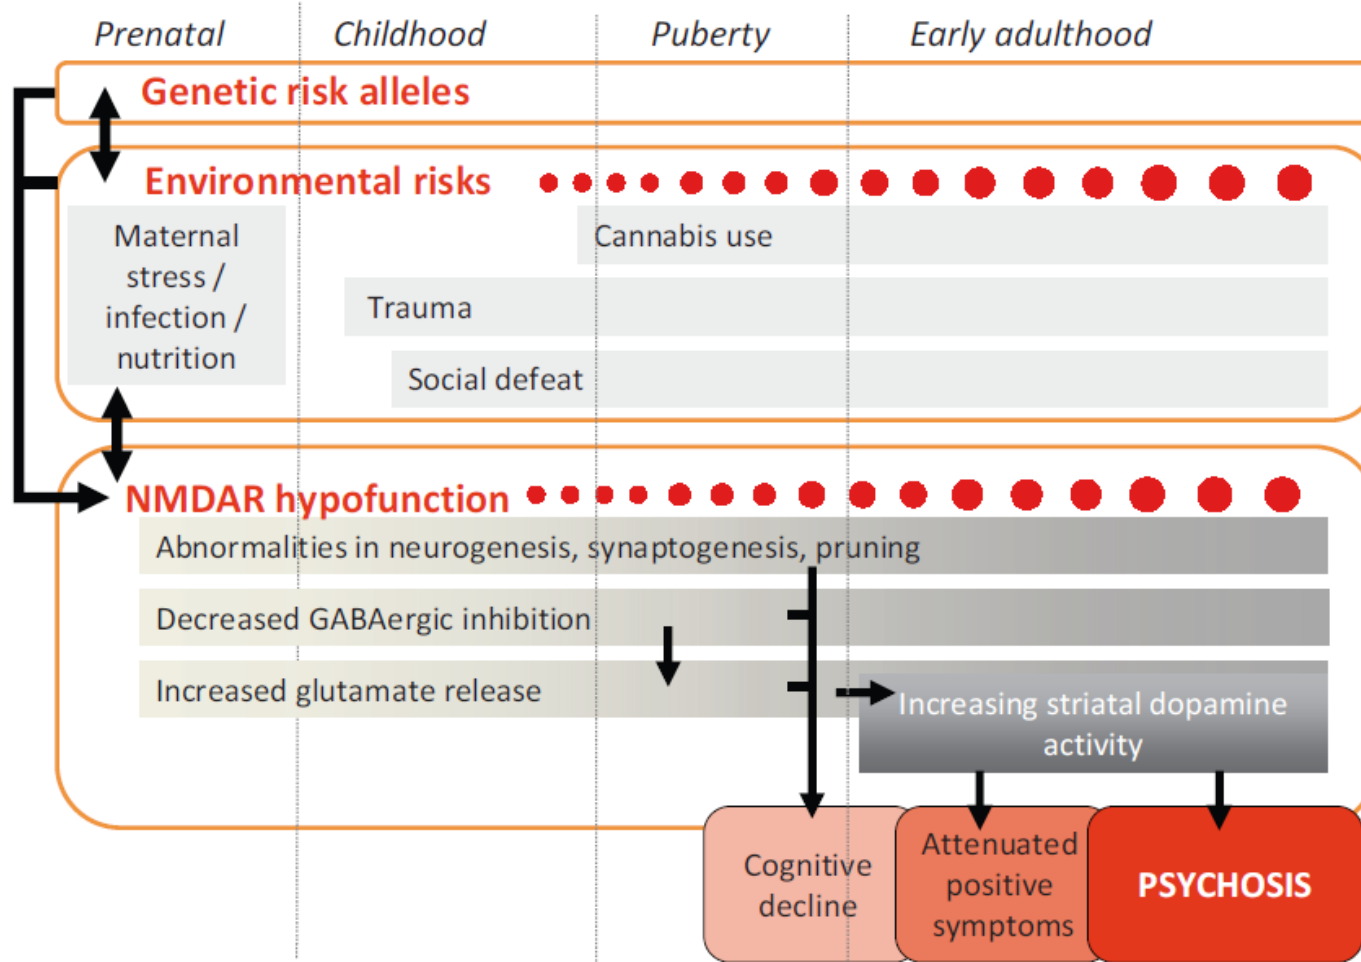 Prenatal Childhood Puberty Early adulthood
Genetic risk alleles
Environmental risks
Maternal
stress /
infection /
nutrition
Cannabis use
Trauma
Social defeat
NMDAR hypofunction
Abnormalities in neurogenesis, synaptogenesis, pruning
Decreased GABAergic inhibition
Increased glutamate release
Increasing striatal dopamine
activity
Cognitive
decline
Attenuated
positive
symptoms
PSYCHOSIS